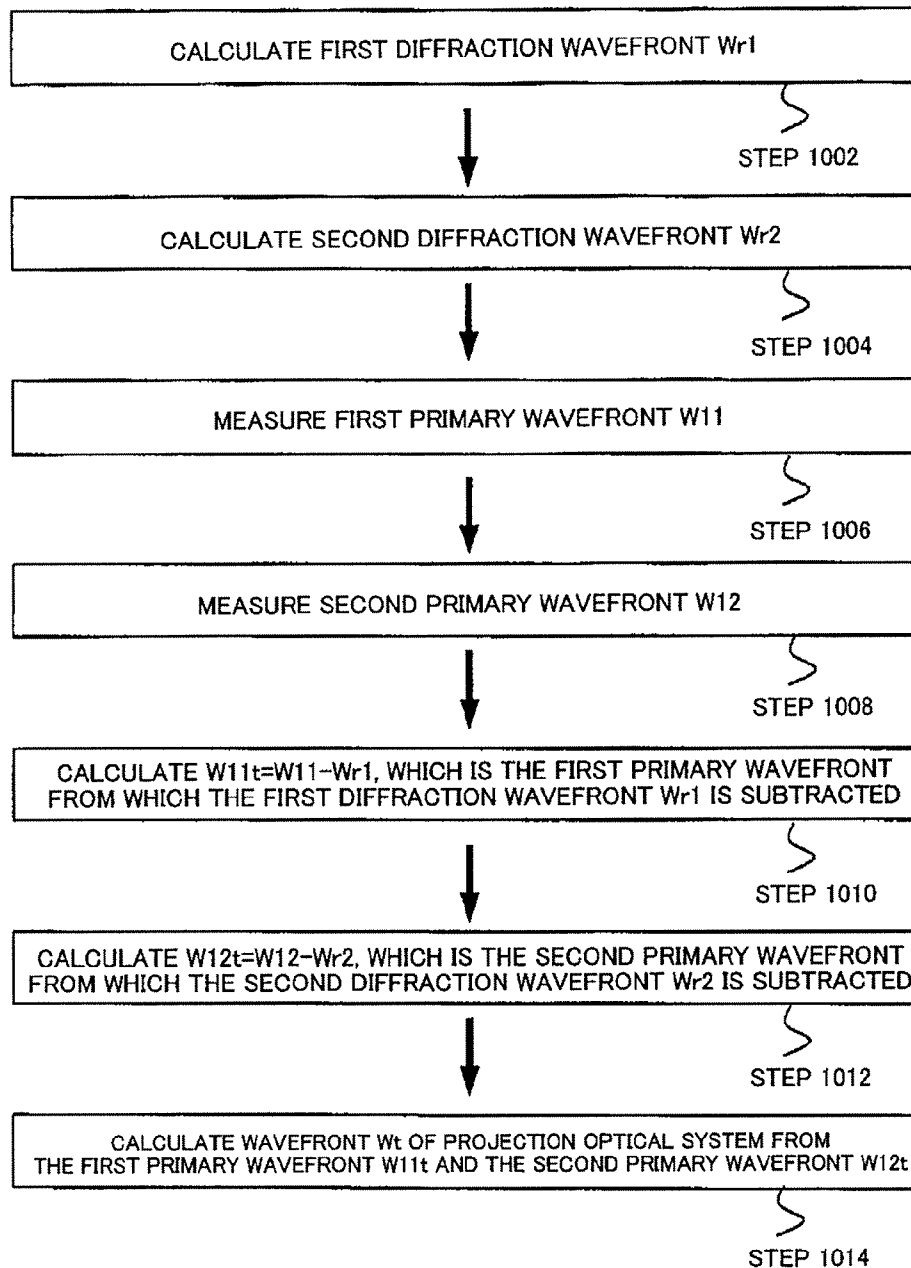 CALCULATE FIRST DIFFRACTION WAVEFRONT Wr1
STEP 1002
CALCULATE SECOND DIFFRACTION WAVEFRONT Wr2
STEP 1004
MEASURE FIRST PRIMARY WAVEFRONT W11
STEP 1006
MEASURE SECOND PRIMARY WAVEFRONT W12
STEP 1008
CALCULATE W11t=W11-Wr1, WHICH IS THE FIRST PRIMARY WAVEFRONT
FROM WHICH THE FIRST DIFFRACTION WAVEFRONT Wr1 IS SUBTRACTED
STEP 1010
CALCULATE W12t=W12-Wr2, WHICH IS THE SECOND PRIMARY WAVEFRONT
FROM WHICH THE SECOND DIFFRACTION WAVEFRONT Wr2 IS SUBTRACTED
STEP 1012
CALCULATE WAVEFRONT Wt OF PROJECTION OPTICAL SYSTEM FROM
THE FIRST PRIMARY WAVEFRONT W11t AND THE SECOND PRIMARY WAVEFRONT W12t
STEP 1014